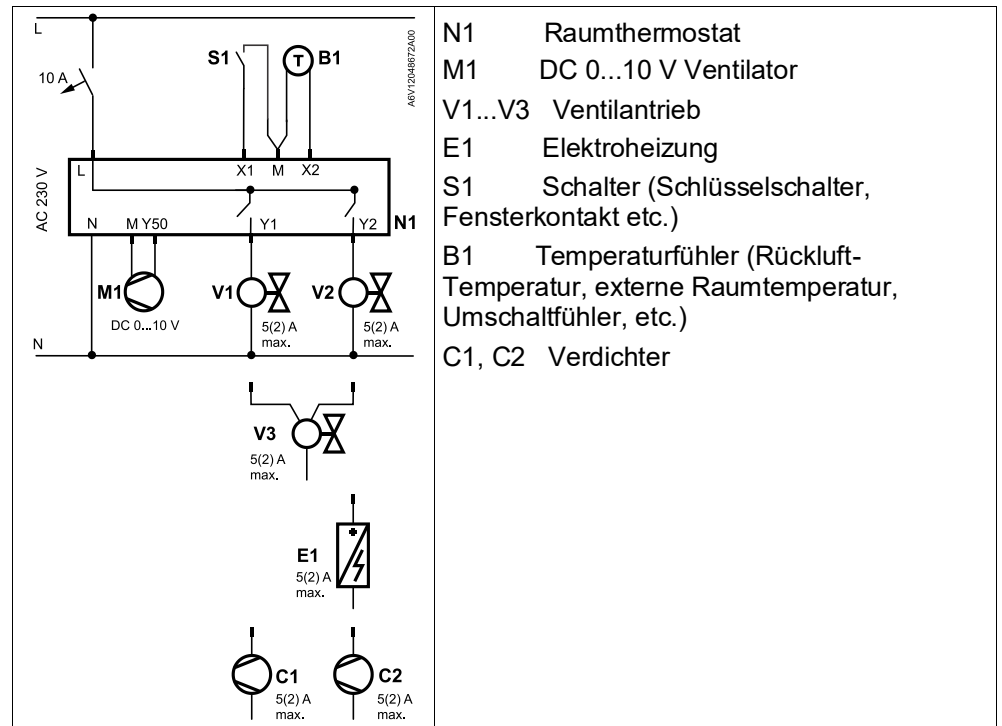 L
10 A
S1
T
B1
A6V12048672A00
AC 230 V
L
X1 M X2
N M Y50 Y1 Y2 N1
M1
DC 0...10 V
V1
5(2) A
max.
V2
5(2) A
max.
N
V3
5(2) A
max.
E1
5(2) A
max.
C1
5(2) A
max.
C2
5(2) A
max.
N1 Raumthermostat
M1 DC 0...10 V Ventilator
V1...V3 Ventilantrieb
E1 Elektroheizung
S1 Schalter (Schlüsselschalter,
Fensterkontakt etc.)
B1 Temperaturfühler (Rückluft-
Temperatur, externe Raumtemperatur,
Umschaltfühler, etc.)
C1, C2 Verdichter